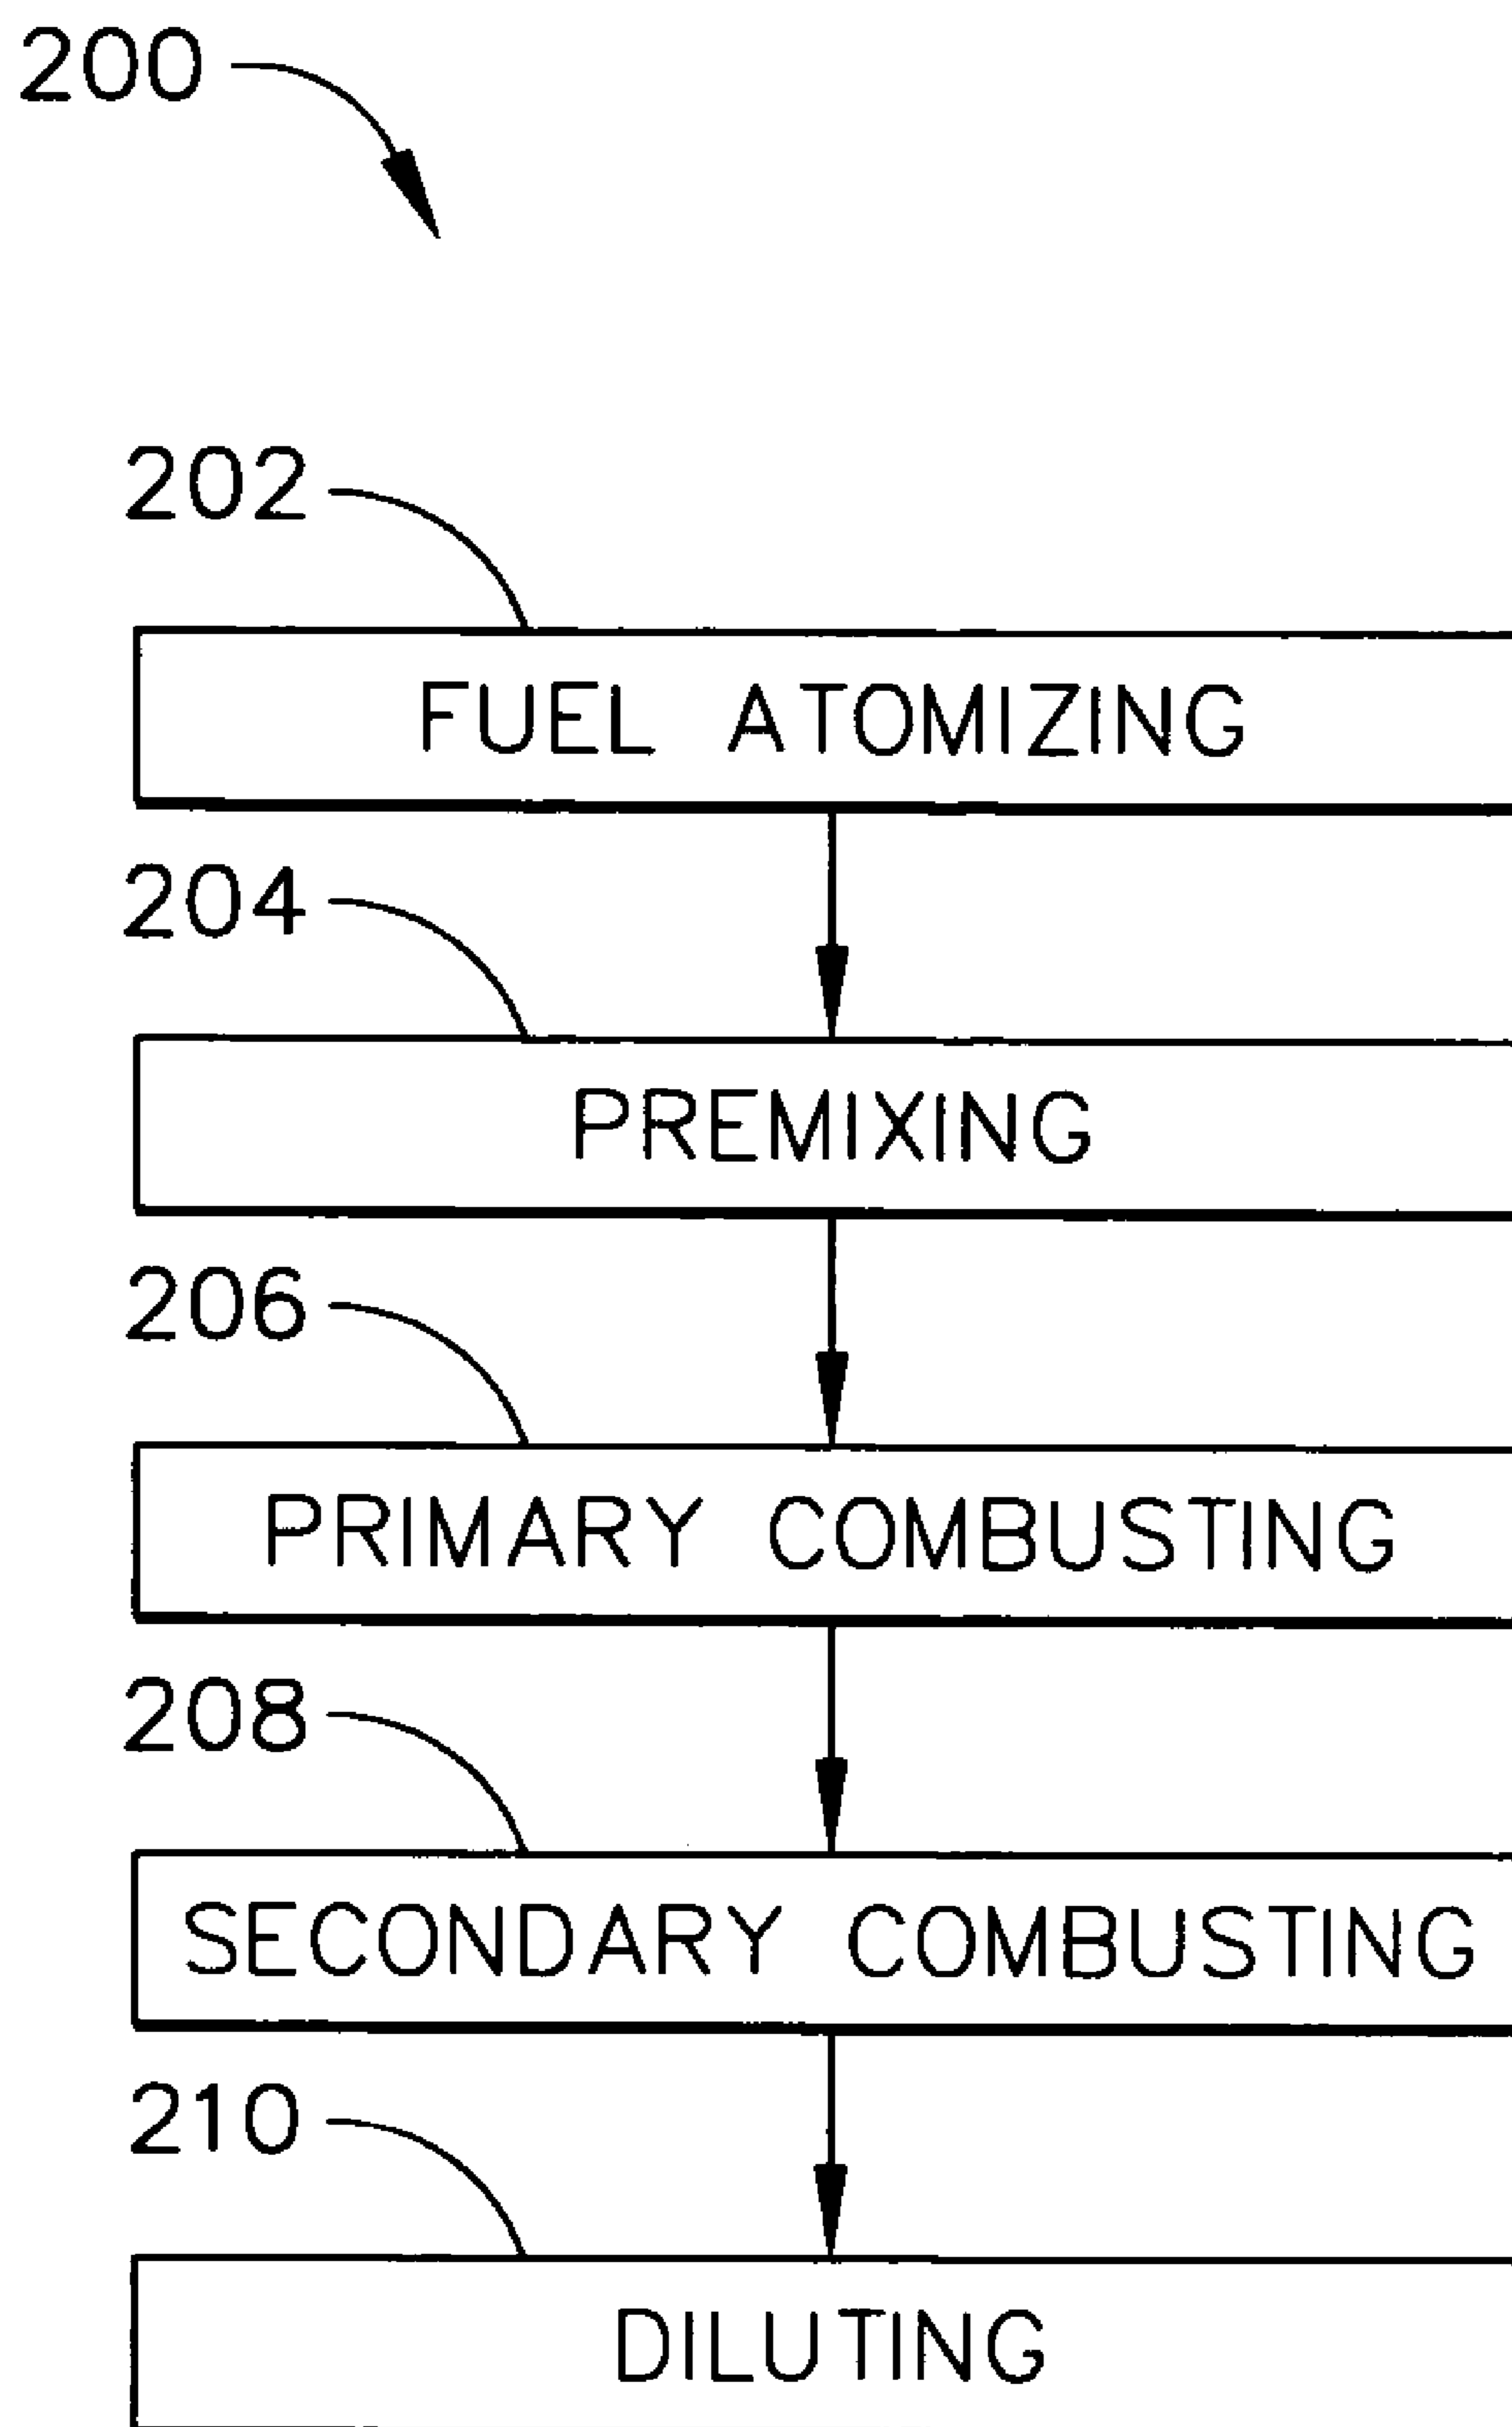 200
202
FUEL ATOMIZING
204
PREMIXING
206
PRIMARY COMBUSTING
208
SECONDARY COMBUSTING
210
DILUTING